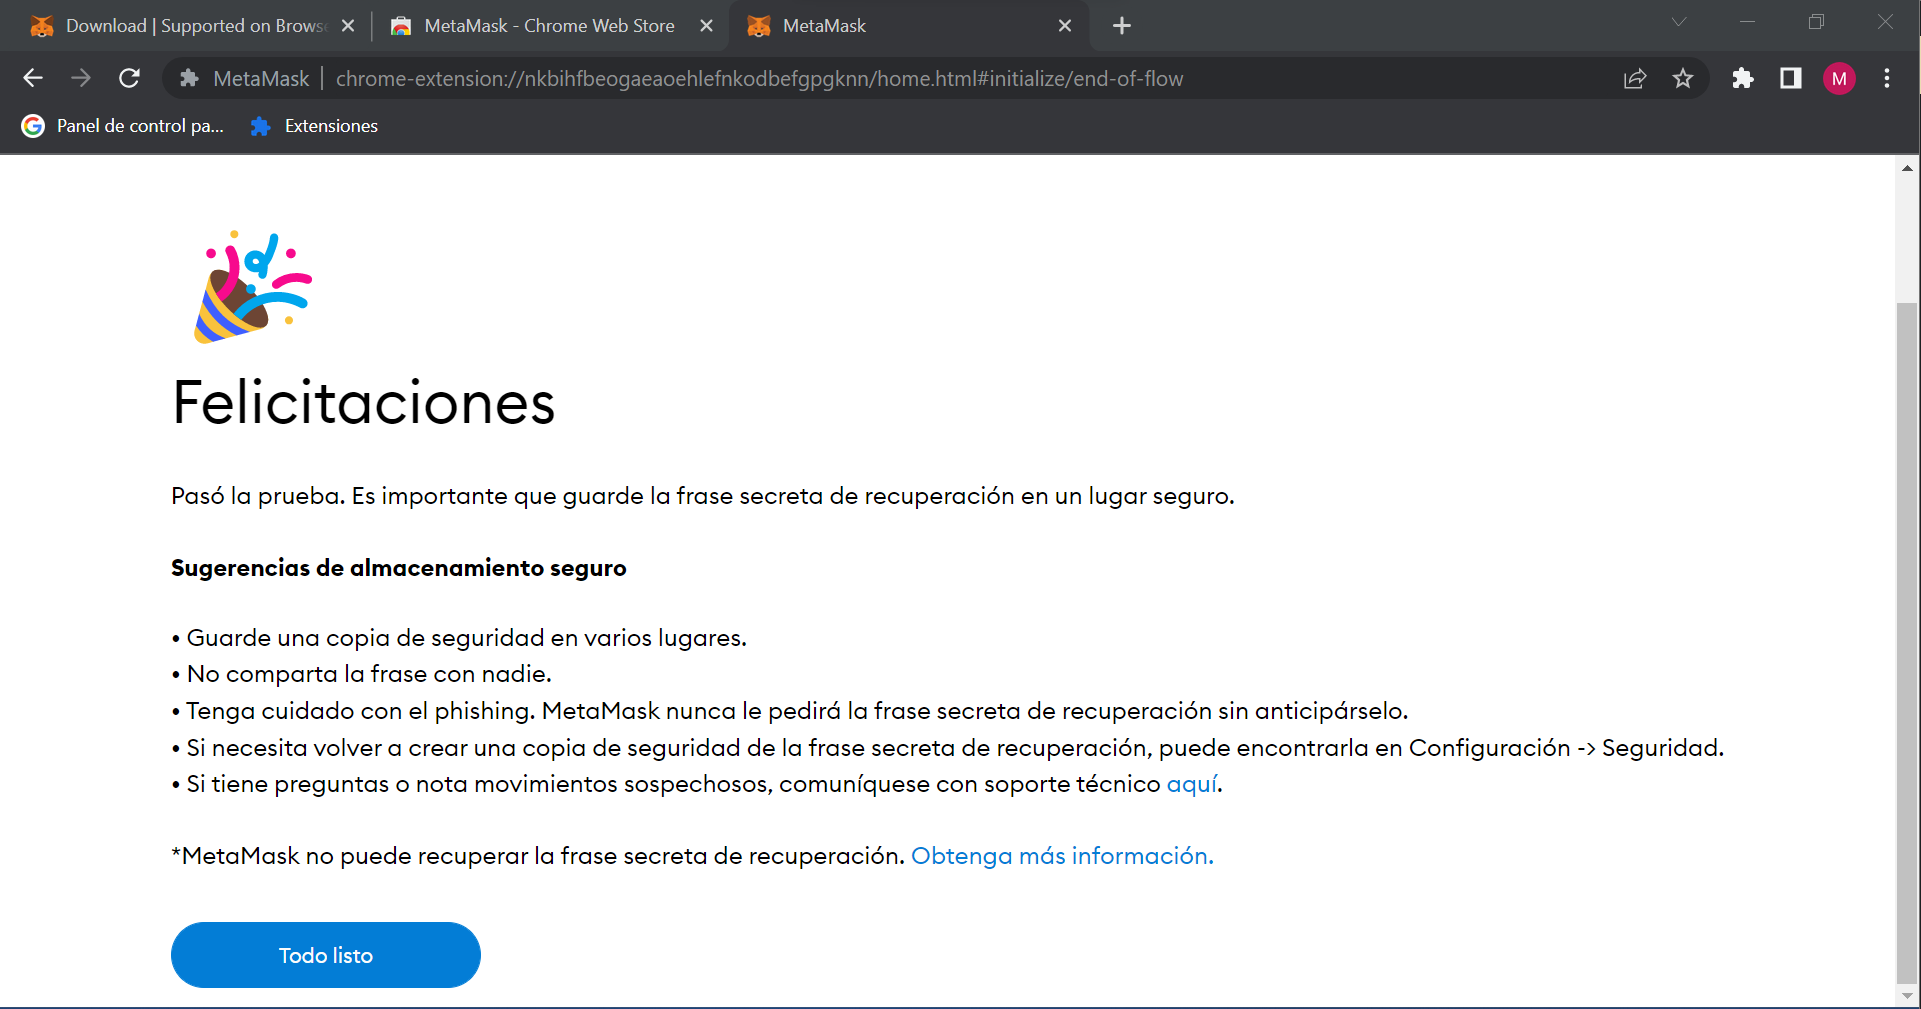 Download | Supported on Browse
MetaMask - Chrome Web Store
MetaMask
MetaMask | chrome-extension://nkbihfbeogaeaoehlefnkodbefgpgknn/home.html#initialize/end-of-flow
M
Panel de control pa...
Extensiones
Felicitaciones
Pasó la prueba. Es importante que guarde la frase secreta de recuperación en un lugar seguro.
Sugerencias de almacenamiento seguro
• Guarde una copia de seguridad en varios lugares.
• No comparta la frase con nadie.
• Tenga cuidado con el phishing. MetaMask nunca le pedirá la frase secreta de recuperación sin anticipárselo.
• Si necesita volver a crear una copia de seguridad de la frase secreta de recuperación, puede encontrarla en Configuración -> Seguridad.
• Si tiene preguntas o nota movimientos sospechosos, comuníquese con soporte técnico aquí.
*MetaMask no puede recuperar la frase secreta de recuperación. Obtenga más información.
Todo listo